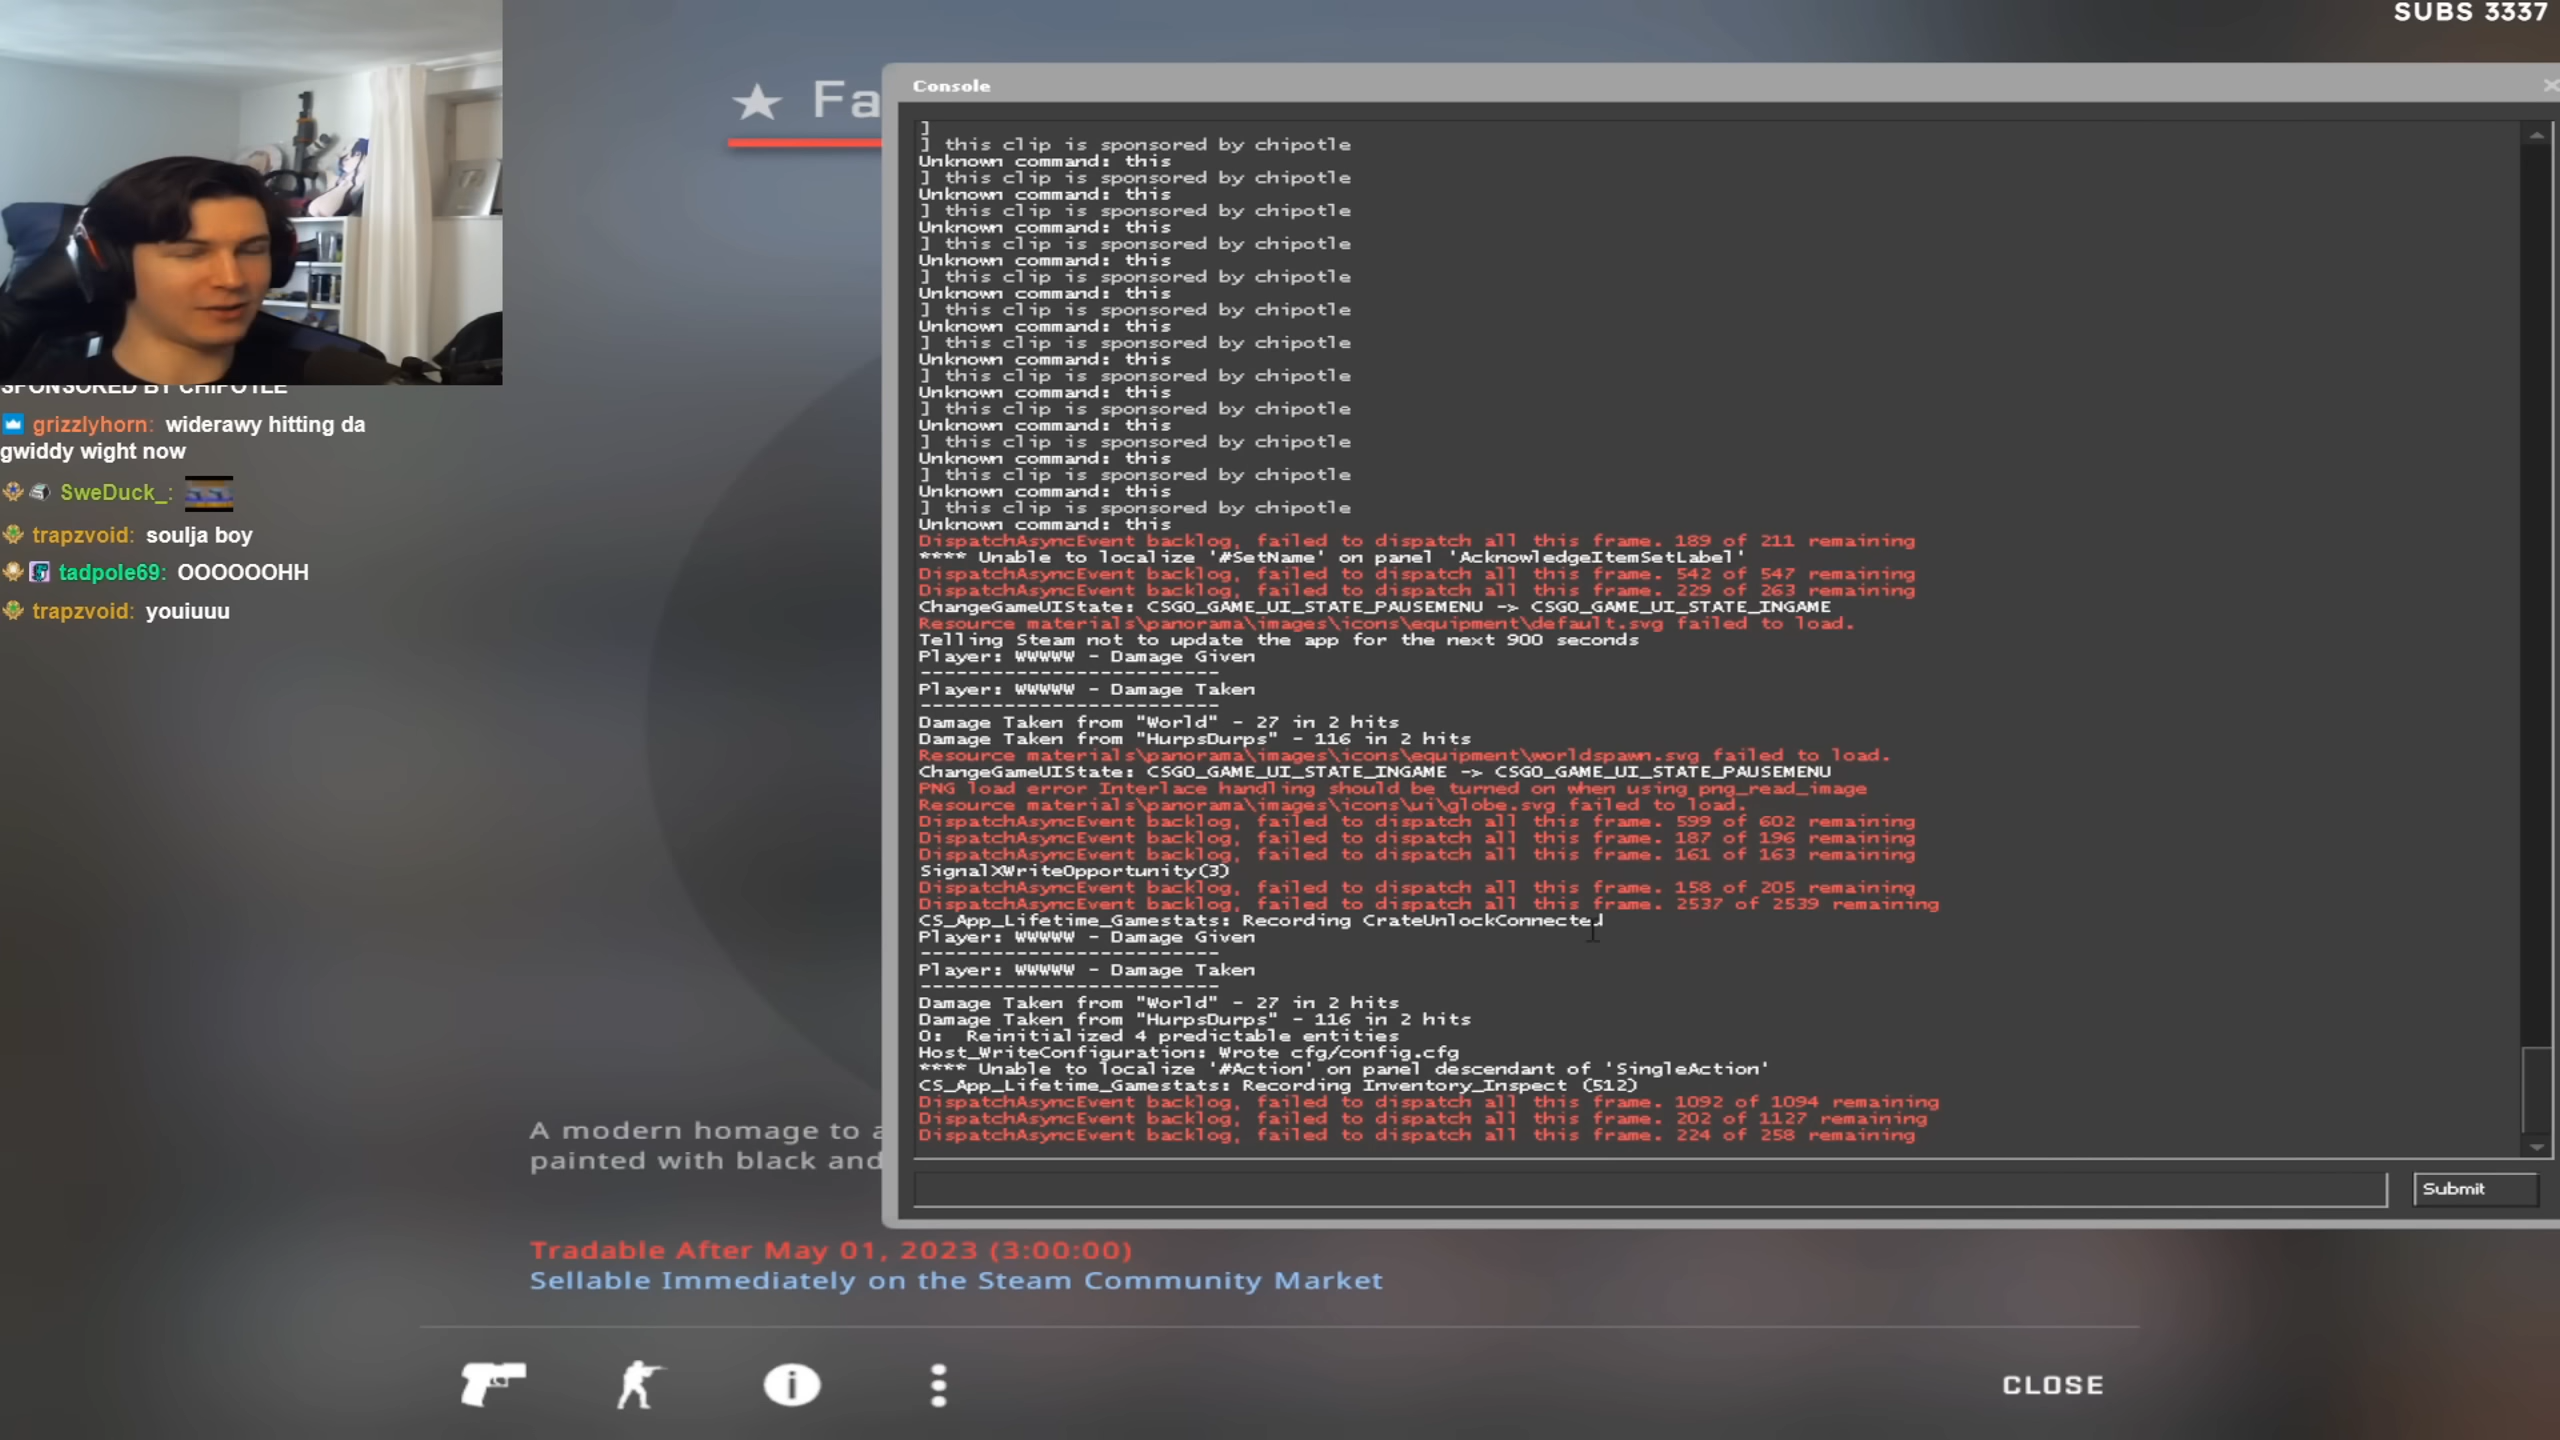 SUBS 3337
★ Fa
Console
]
] this clip is sponsored by chipotle
Unknown command: this
] this clip is sponsored by chipotle
Unknown command: this
] this clip is sponsored by chipotle
Unknown command: this
] this clip is sponsored by chipotle
Unknown command: this
] this clip is sponsored by chipotle
Unknown command: this
] this clip is sponsored by chipotle
Unknown command: this
] this clip is sponsored by chipotle
Unknown command: this
] this clip is sponsored by chipotle
Unknown command: this
] this clip is sponsored by chipotle
Unknown command: this
] this clip is sponsored by chipotle
Unknown command: this
] this clip is sponsored by chipotle
Unknown command: this
] this clip is sponsored by chipotle
Unknown command: this
DispatchAsyncEvent backlog, failed to dispatch all this frame. 189 of 211 remaining
**** Unable to localize '#SetName' on panel 'AcknowledgeItemSetLabel'
DispatchAsyncEvent backlog, failed to dispatch all this frame. 542 of 547 remaining
DispatchAsyncEvent backlog, failed to dispatch all this frame. 229 of 263 remaining
ChangeGameUIState: CSGO_GAME_UI_STATE_PAUSEMENU -> CSGO_GAME_UI_STATE_INGAME
Resource materials\panorama\images\icons\equipment\default.svg failed to load.
Telling Steam not to update the app for the next 900 seconds
Player: WWWWW - Damage Given
-------------------------
Player: WWWWW - Damage Taken
-------------------------
Damage Taken from "World" - 27 in 2 hits
Damage Taken from "HurpsDurps" - 116 in 2 hits
Resource materials\panorama\images\icons\equipment\worldspawn.svg failed to load.
ChangeGameUIState: CSGO_GAME_UI_STATE_INGAME -> CSGO_GAME_UI_STATE_PAUSEMENU
PNG load error Interlace handling should be turned on when using png_read_image
Resource materials\panorama\images\icons\ui\globe.svg failed to load.
DispatchAsyncEvent backlog, failed to dispatch all this frame. 599 of 602 remaining
DispatchAsyncEvent backlog, failed to dispatch all this frame. 187 of 196 remaining
DispatchAsyncEvent backlog, failed to dispatch all this frame. 161 of 163 remaining
SignalXWriteOpportunity(3)
DispatchAsyncEvent backlog, failed to dispatch all this frame. 158 of 205 remaining
DispatchAsyncEvent backlog, failed to dispatch all this frame. 2537 of 2539 remaining
CS_App_Lifetime_Gamestats: Recording CrateUnlockConnected
Player: WWWWW - Damage Given
-------------------------
Player: WWWWW - Damage Taken
-------------------------
Damage Taken from "World" - 27 in 2 hits
Damage Taken from "HurpsDurps" - 116 in 2 hits
0:  Reinitialized 4 predictable entities
Host_WriteConfiguration: Wrote cfg/config.cfg
**** Unable to localize '#Action' on panel descendant of 'SingleAction'
CS_App_Lifetime_Gamestats: Recording Inventory_Inspect (512)
DispatchAsyncEvent backlog, failed to dispatch all this frame. 1092 of 1094 remaining
DispatchAsyncEvent backlog, failed to dispatch all this frame. 202 of 1127 remaining
DispatchAsyncEvent backlog, failed to dispatch all this frame. 224 of 258 remaining
Submit
SPONSORED BY CHIPOTLE
grizzlyhorn: widerawy hitting da
gwiddy wight now
SweDuck_:
trapzvoid: soulja boy
tadpole69: OOOOOOHH
trapzvoid: youiuuu
A modern homage to a
painted with black and
Tradable After May 01, 2023 (3:00:00)
Sellable Immediately on the Steam Community Market
CLOSE